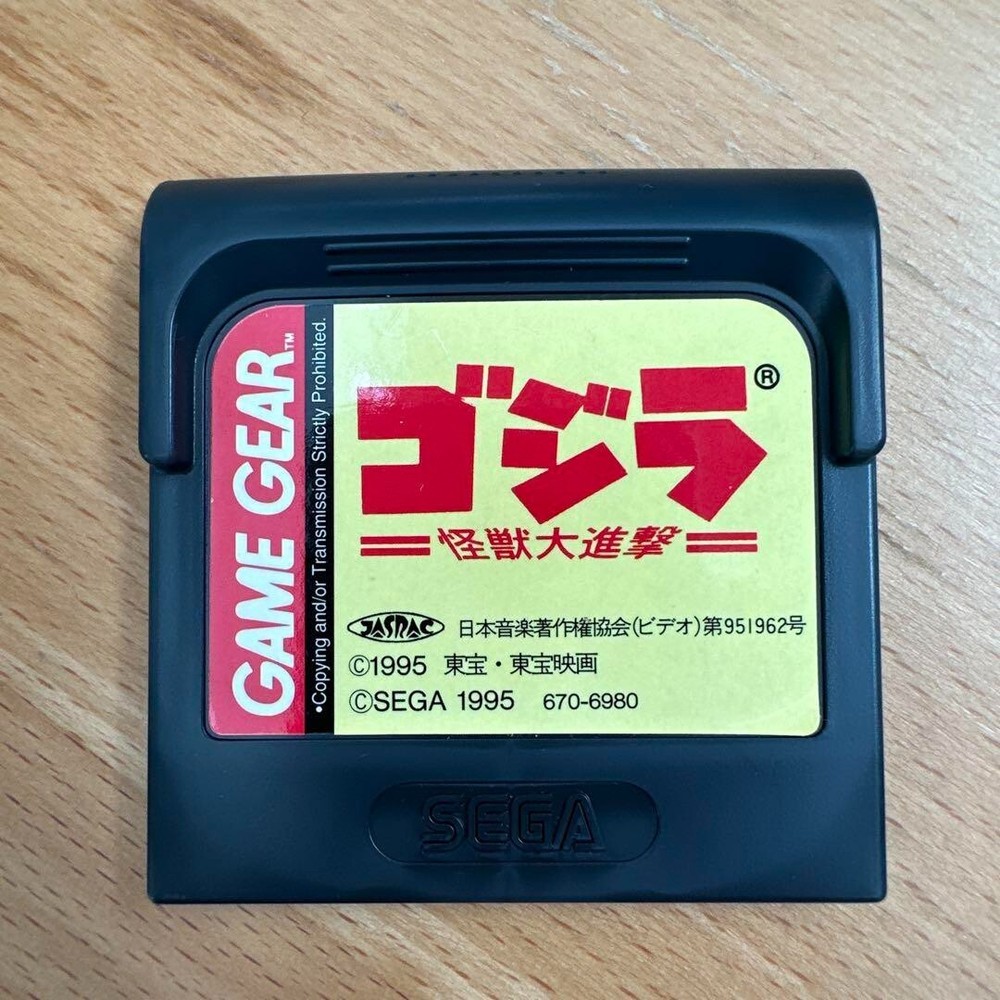 GAME GEAR™
•Copying and/or Transmission Strictly Prohibited.
ゴジラ®
怪獣大進撃
JASRAC 日本音楽著作権協会(ビデオ)第951962号
©1995 東宝・東宝映画
©SEGA 1995 670-6980
SEGA